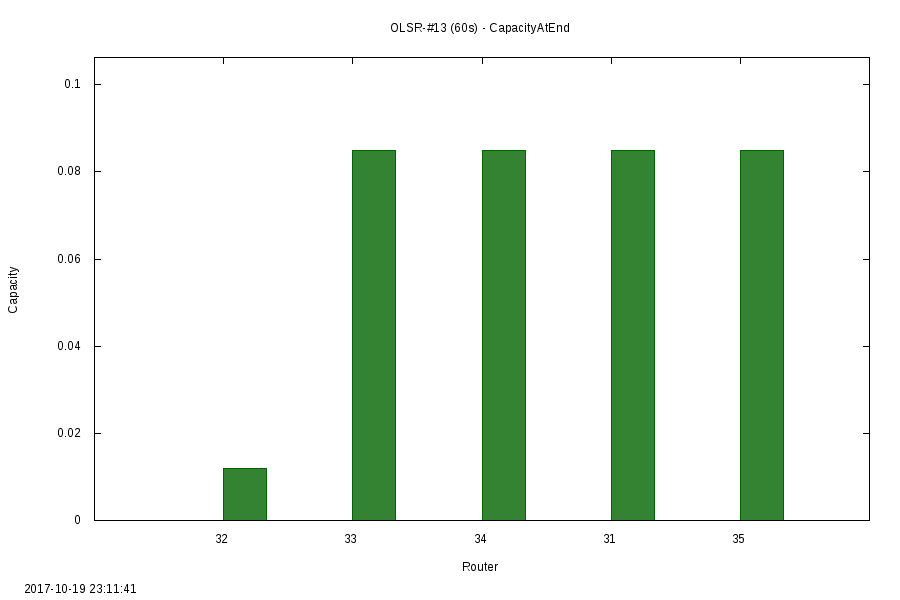 OLSR-#13 (60s) - CapacityAtEnd
0.1
0.08
0.06
0.04
0.02
0
Capacity
32 33 34 31 35
Router
2017-10-19 23:11:41